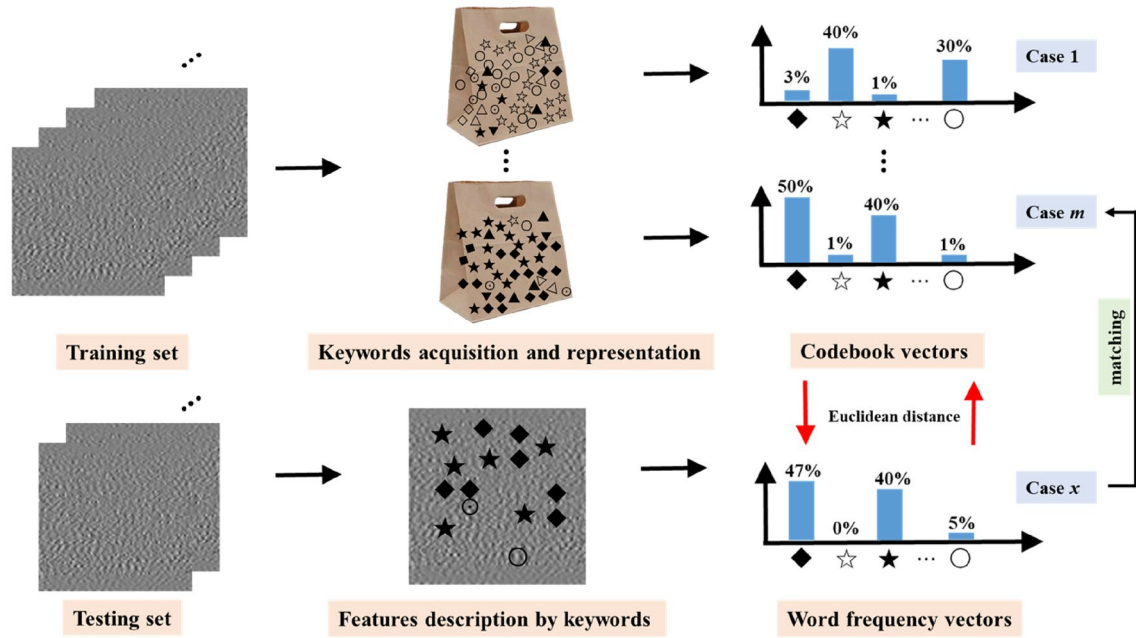 40%
30%
3%
1%
Case 1
...
50%
40%
1%
1%
Case m
...
Training set
Keywords acquisition and representation
Codebook vectors
matching
Euclidean distance
47%
40%
0%
5%
Case x
...
Testing set
Features description by keywords
Word frequency vectors